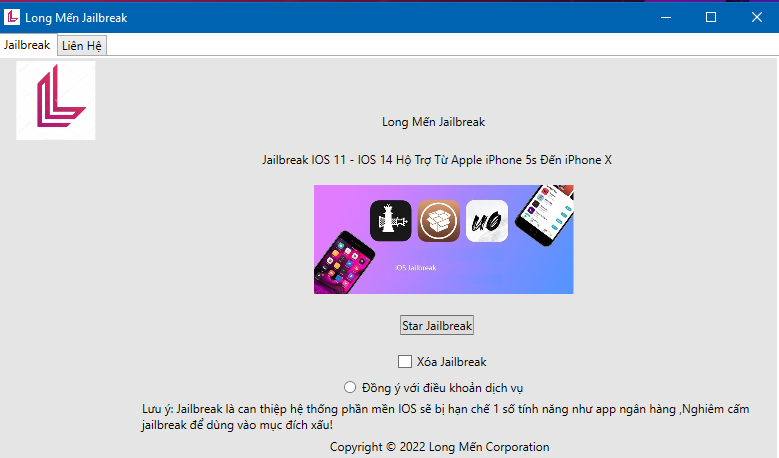 Long Mến Jailbreak
Jailbreak
Liên Hệ
Long Mến Jailbreak
Jailbreak IOS 11 - IOS 14 Hộ Trợ Từ Apple iPhone 5s Đến iPhone X
u0
iOS Jailbreak
Star Jailbreak
Xóa Jailbreak
Đồng ý với điều khoản dịch vụ
Lưu ý: Jailbreak là can thiệp hệ thống phần mền IOS sẽ bị hạn chế 1 số tính năng như app ngân hàng ,Nghiêm cấm
jailbreak để dùng vào mục đích xấu!
Copyright © 2022 Long Mến Corporation